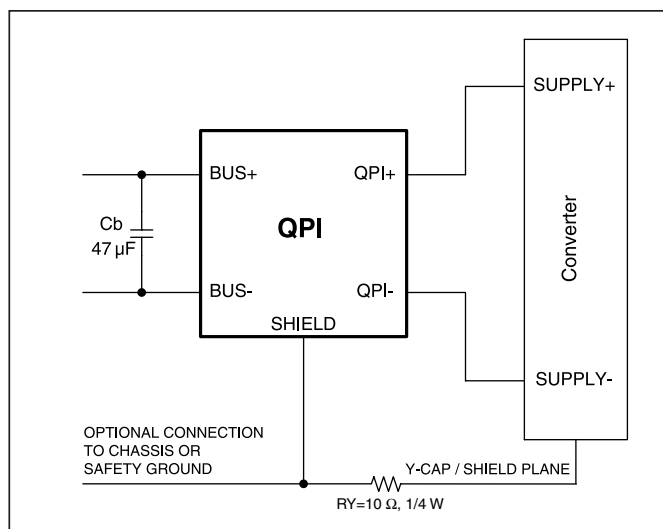 SUPPLY+
BUS+
QPI+
Cb
47 µF
QPI
Converter
BUS-
QPI-
SHIELD
SUPPLY-
OPTIONAL CONNECTION
TO CHASSIS OR
SAFETY GROUND
Y-CAP / SHIELD PLANE
RY=10 Ω, 1/4 W